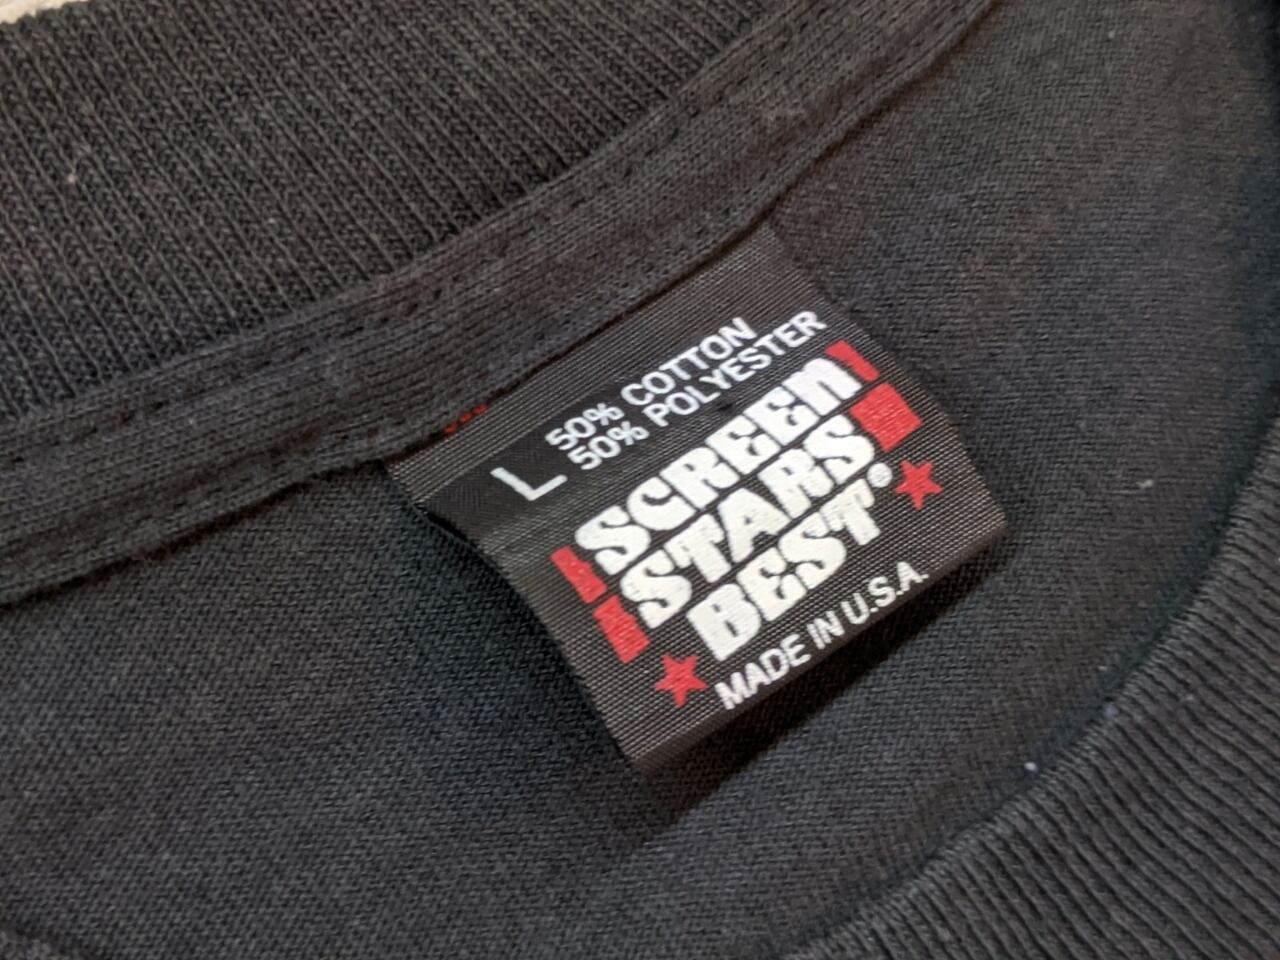 50% COTTON
50% POLYESTER
L
SCREEN
STARS
BEST®
MADE IN U.S.A.